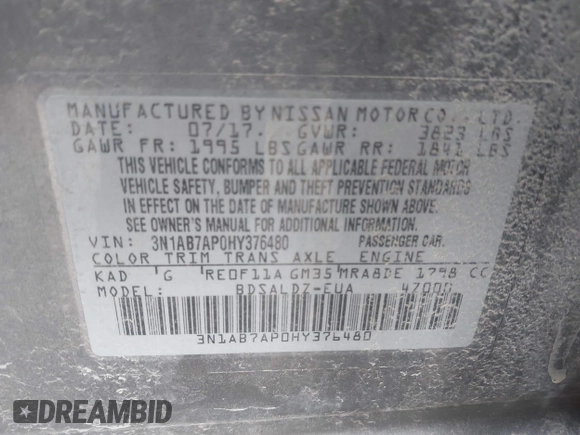 MANUFACTURED BY NISSAN MOTOR CO., LTD.
DATE: 07/17 GVWR: 3823 LBS
GAWR FR: 1995 LBS GAWR RR: 1841 LBS
THIS VEHICLE CONFORMS TO ALL APPLICABLE FEDERAL MOTOR
VEHICLE SAFETY, BUMPER AND THEFT PREVENTION STANDARDS
IN EFFECT ON THE DATE OF MANUFACTURE SHOWN ABOVE.
SEE OWNER'S MANUAL FOR ADDITIONAL INFORMATION
VIN: 3N1AB7AP0HY376480 PASSENGER CAR.
COLOR TRIM TRANS AXLE ENGINE
KAD G RE0F11A GM35 MRA8DE 1798 CC
MODEL: BDSALDZ-EUA 47000
3N1AB7AP0HY376480
DREAMBID